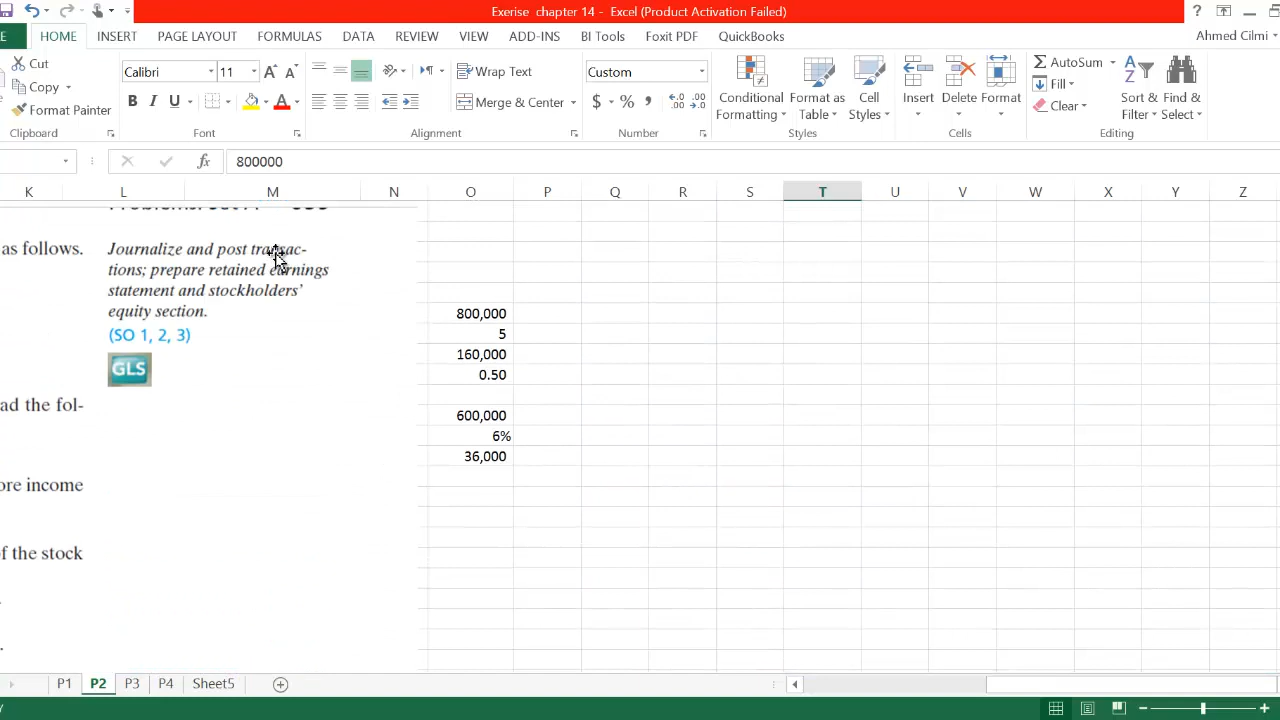 Exerise  chapter 14 -  Excel (Product Activation Failed)
?
E HOME INSERT PAGE LAYOUT FORMULAS DATA REVIEW VIEW ADD-INS BI Tools Foxit PDF QuickBooks Ahmed Cilmi
Cut
Copy
Format Painter
Clipboard
Calibri 11
B I U
Font
Wrap Text
Merge & Center
Alignment
Custom
$ % ,
Number
Conditional Formatting
Format as Table
Cell Styles
Styles
Insert Delete Format
Cells
AutoSum
Fill
Clear
Sort & Filter
Find & Select
Editing
fx 800000
K L M N O P Q R S T U V W X Y Z
as follows.
Journalize and post transac-
tions; prepare retained earnings
statement and stockholders’
equity section.
(SO 1, 2, 3)
GLS
800,000
5
160,000
0.50
ad the fol-
600,000
6%
36,000
ore income
f the stock
P1 P2 P3 P4 Sheet5